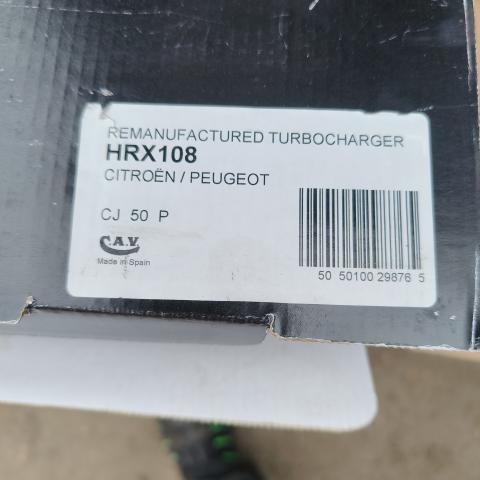 REMANUFACTURED TURBOCHARGER
HRX108
CITROËN / PEUGEOT
CJ 50 P
C.A.V.
Made in Spain
50 50100 29876 5